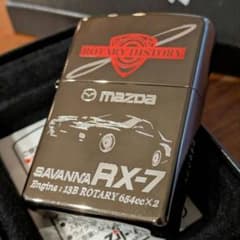 ROTARY HISTORY
mazda
SAVANNA RX-7
Engine : 13B ROTARY 654cc×2